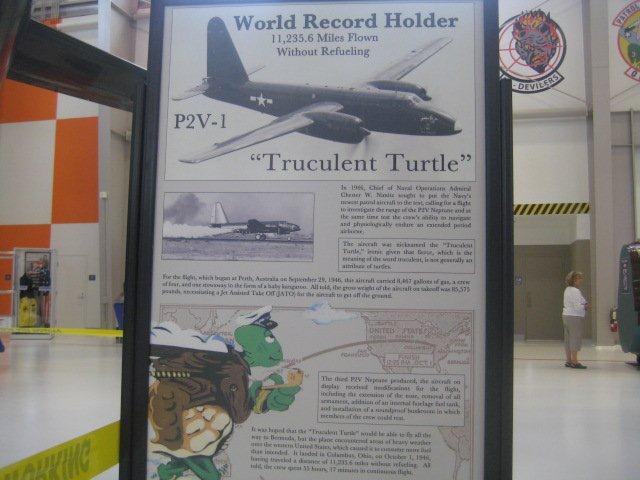 World Record Holder
11,235.6 Miles Flown
Without Refueling
P2V-1
"Truculent Turtle"
- DEVILERS
In 1946, Chief of Naval Operations Admiral
Chester W. Nimitz sought to put the Navy's
newest patrol aircraft to the test, calling for a flight
to investigate the range of the P2V Neptune and at
the same time test the crew's ability to navigate
and physiologically endure an extended period
airborne.
The aircraft was nicknamed the "Truculent
Turtle," ironic given that fierce, which is the
meaning of the word truculent, is not generally an
attribute of turtles.
For the flight, which began at Perth, Australia on September 29, 1946, this aircraft carried 8,467 gallons of gas, a crew
of four, and one stowaway in the form of a baby kangaroo. All told, the gross weight of the aircraft on takeoff was 85,575
pounds, necessitating a Jet Assisted Take Off (JATO) for the aircraft to get off the ground.
UNITED STATES
FINISH
The third P2V Neptune produced, the aircraft on
display received modifications for the flight,
including the extension of the nose, removal of all
armament, addition of an internal fuselage fuel tank,
and installation of a roundproof bunkroom in which
members of the crew could rest.
It was hoped that the "Truculent Turtle" would be able to fly all the
way to Bermuda, but the plane encountered areas of heavy weather
over the western United States, which caused it to consume more fuel
than intended. It landed in Columbus, Ohio, on October 1, 1946,
having traveled a distance of 11,235.6 miles without refueling. All
told, the crew spent 55 hours, 17 minutes in continuous flight.